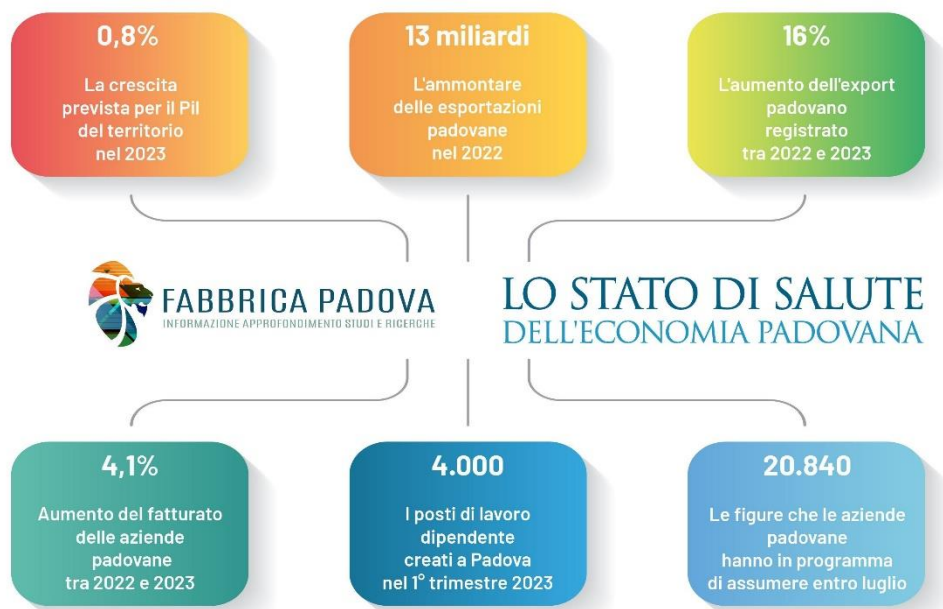 0,8%
La crescita
prevista per il Pil
del territorio
nel 2023
13 miliardi
L'ammontare
delle esportazioni
padovane
nel 2022
16%
L'aumento dell'export
padovano
registrato
tra 2022 e 2023
FABBRICA PADOVA
INFORMAZIONE APPROFONDIMENTO STUDI E RICERCHE
LO STATO DI SALUTE
DELL'ECONOMIA PADOVANA
4,1%
Aumento del fatturato
delle aziende
padovane
tra 2022 e 2023
4.000
I posti di lavoro
dipendente
creati a Padova
nel 1° trimestre 2023
20.840
Le figure che le aziende
padovane
hanno in programma
di assumere entro luglio